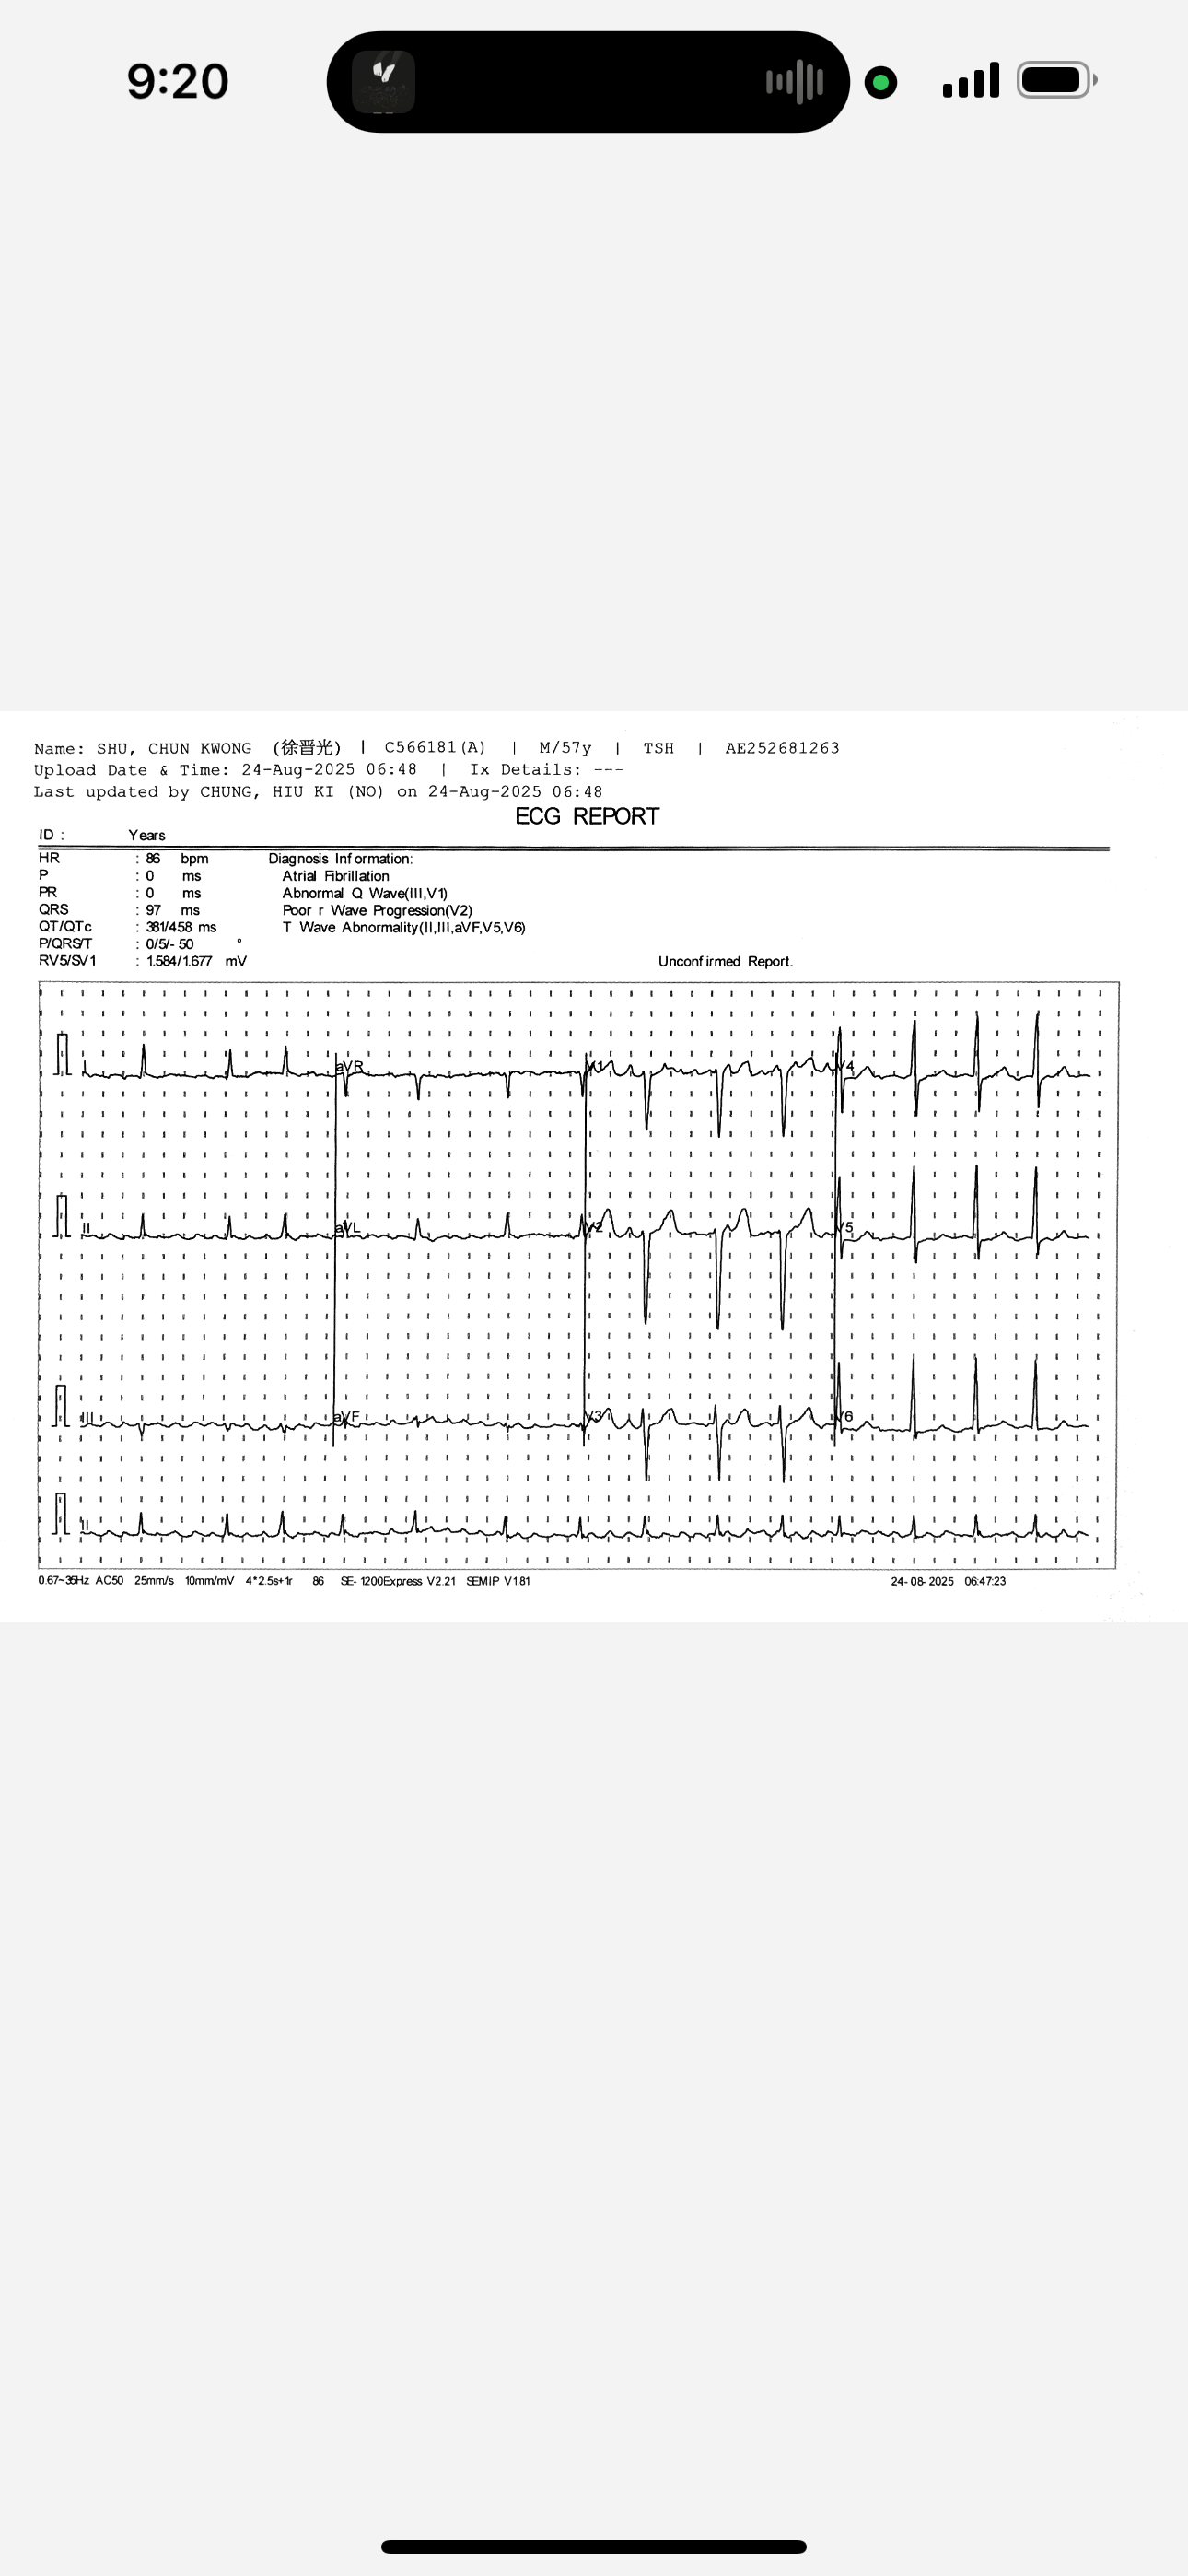 9:20
Name: SHU, CHUN KWONG (徐晋光) | C566181(A) | M/57y | TSH | AE252681263
Upload Date & Time: 24-Aug-2025 06:48 | Ix Details: ---
Last updated by CHUNG, HIU KI (NO) on 24-Aug-2025 06:48
ECG REPORT
ID : Years
HR : 86 bpm Diagnosis Information:
P : 0 ms Atrial Fibrillation
PR : 0 ms Abnormal Q Wave(III,V1)
QRS : 97 ms Poor r Wave Progression(V2)
QT/QTc : 381/458 ms T Wave Abnormality(II,III,aVF,V5,V6)
P/QRS/T : 0/5/-50 °
RV5/SV1 : 1.584/1.677 mV Unconfirmed Report.
I aVR V1 V4
II aVL V2 V5
III aVF V3 V6
II
0.67~35Hz AC50 25mm/s 10mm/mV 4*2.5s+1r 86 SE-1200Express V2.21 SEMIP V1.81 24-08-2025 06:47:23